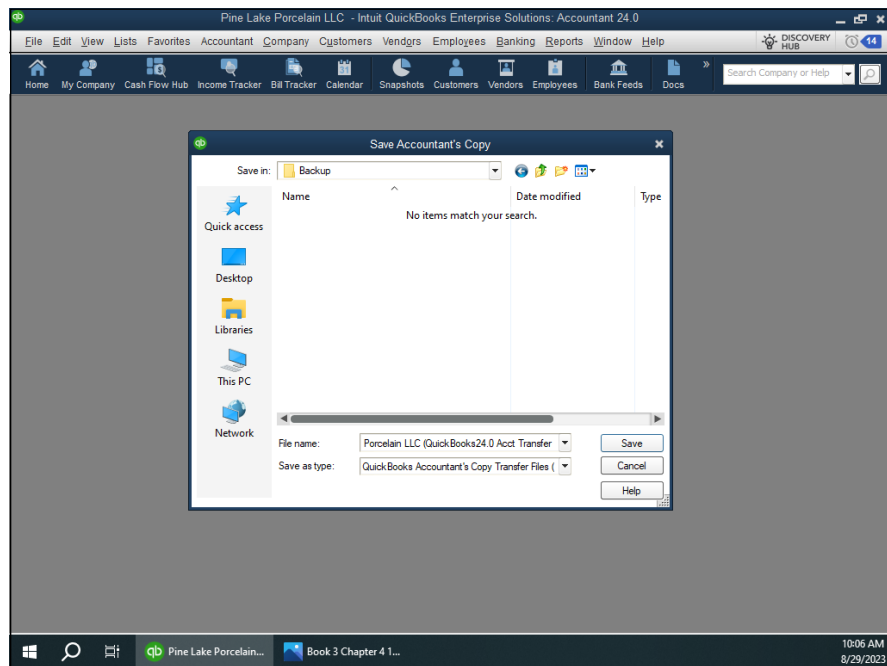 qb
Pine Lake Porcelain LLC - Intuit QuickBooks Enterprise Solutions: Accountant 24.0
File Edit View Lists Favorites Accountant Company Customers Vendors Employees Banking Reports Window Help
DISCOVERY
HUB
14
Home My Company Cash Flow Hub Income Tracker Bill Tracker Calendar Snapshots Customers Vendors Employees Bank Feeds Docs
»
Search Company or Help
qb
Save Accountant's Copy
Save in: Backup
Name Date modified Type
No items match your search.
Quick access
Desktop
Libraries
This PC
Network
File name: Porcelain LLC (QuickBooks24.0 Acct Transfer Save
Save as type: QuickBooks Accountant's Copy Transfer Files ( Cancel
Help
qb Pine Lake Porcelain... Book 3 Chapter 4 1...
10:06 AM
8/29/2023